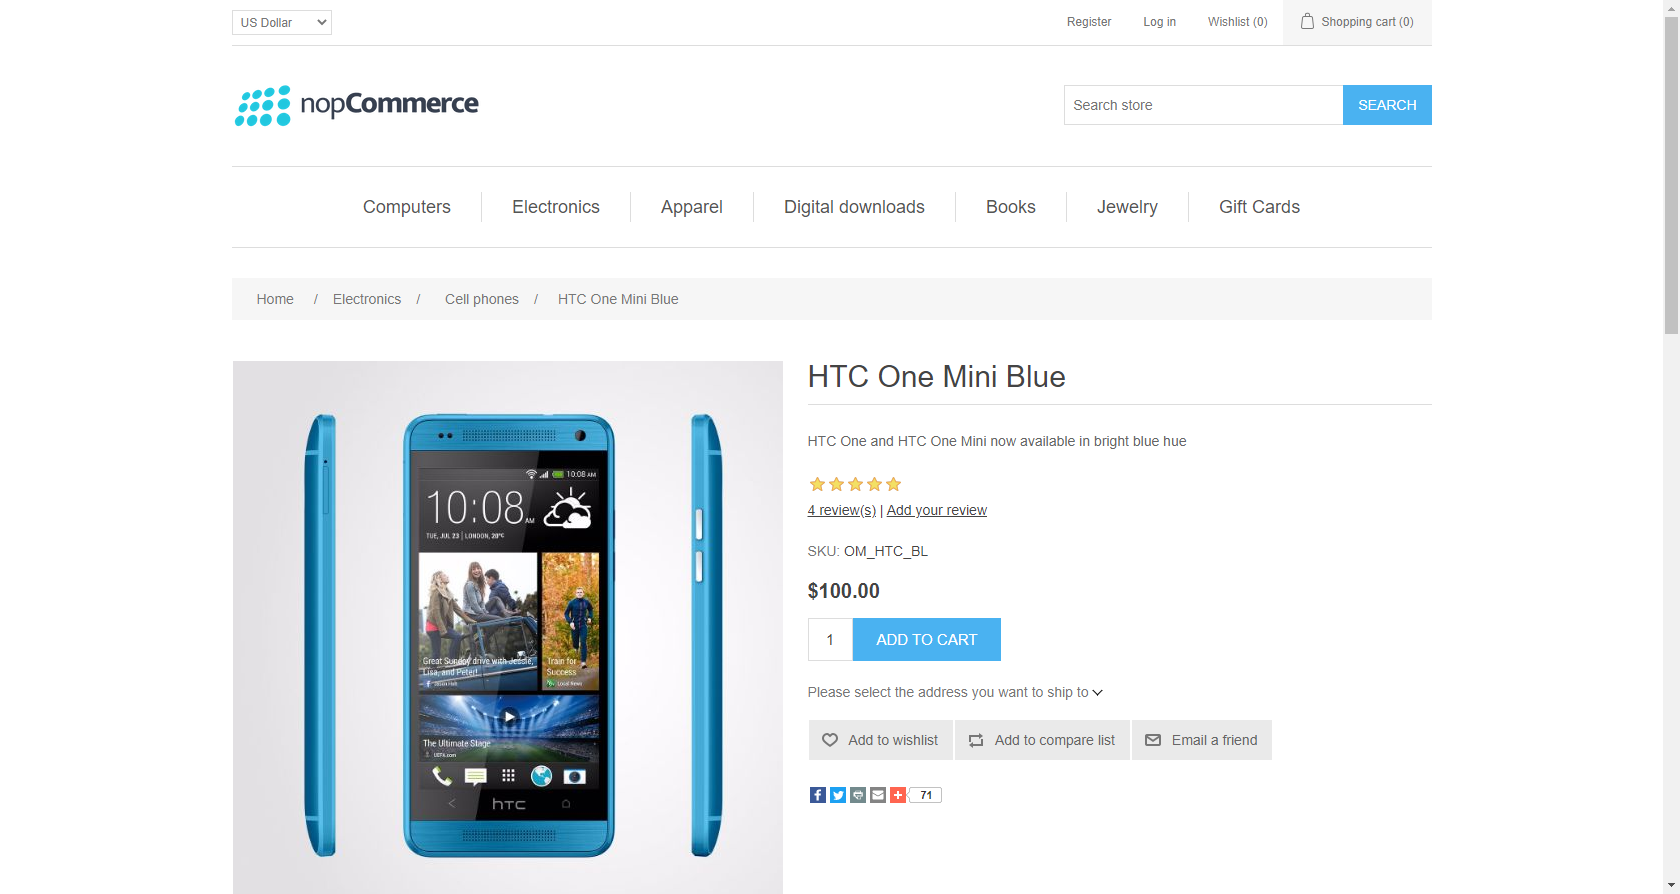 US Dollar
Register
Log in
Wishlist (0)
Shopping cart (0)
nopCommerce
Search store
SEARCH
Computers
Electronics
Apparel
Digital downloads
Books
Jewelry
Gift Cards
Home / Electronics / Cell phones / HTC One Mini Blue
HTC One Mini Blue
HTC One and HTC One Mini now available in bright blue hue
4 review(s) | Add your review
SKU: OM_HTC_BL
$100.00
1
ADD TO CART
Please select the address you want to ship to
Add to wishlist
Add to compare list
Email a friend
71
10:08 AM
10:08 AM
TUE, JUL 23 | LONDON, 20°C
Great Sunday drive with Jessie,
Lisa, and Peter!
Train for
Success
Local News
The Ultimate Stage
htc